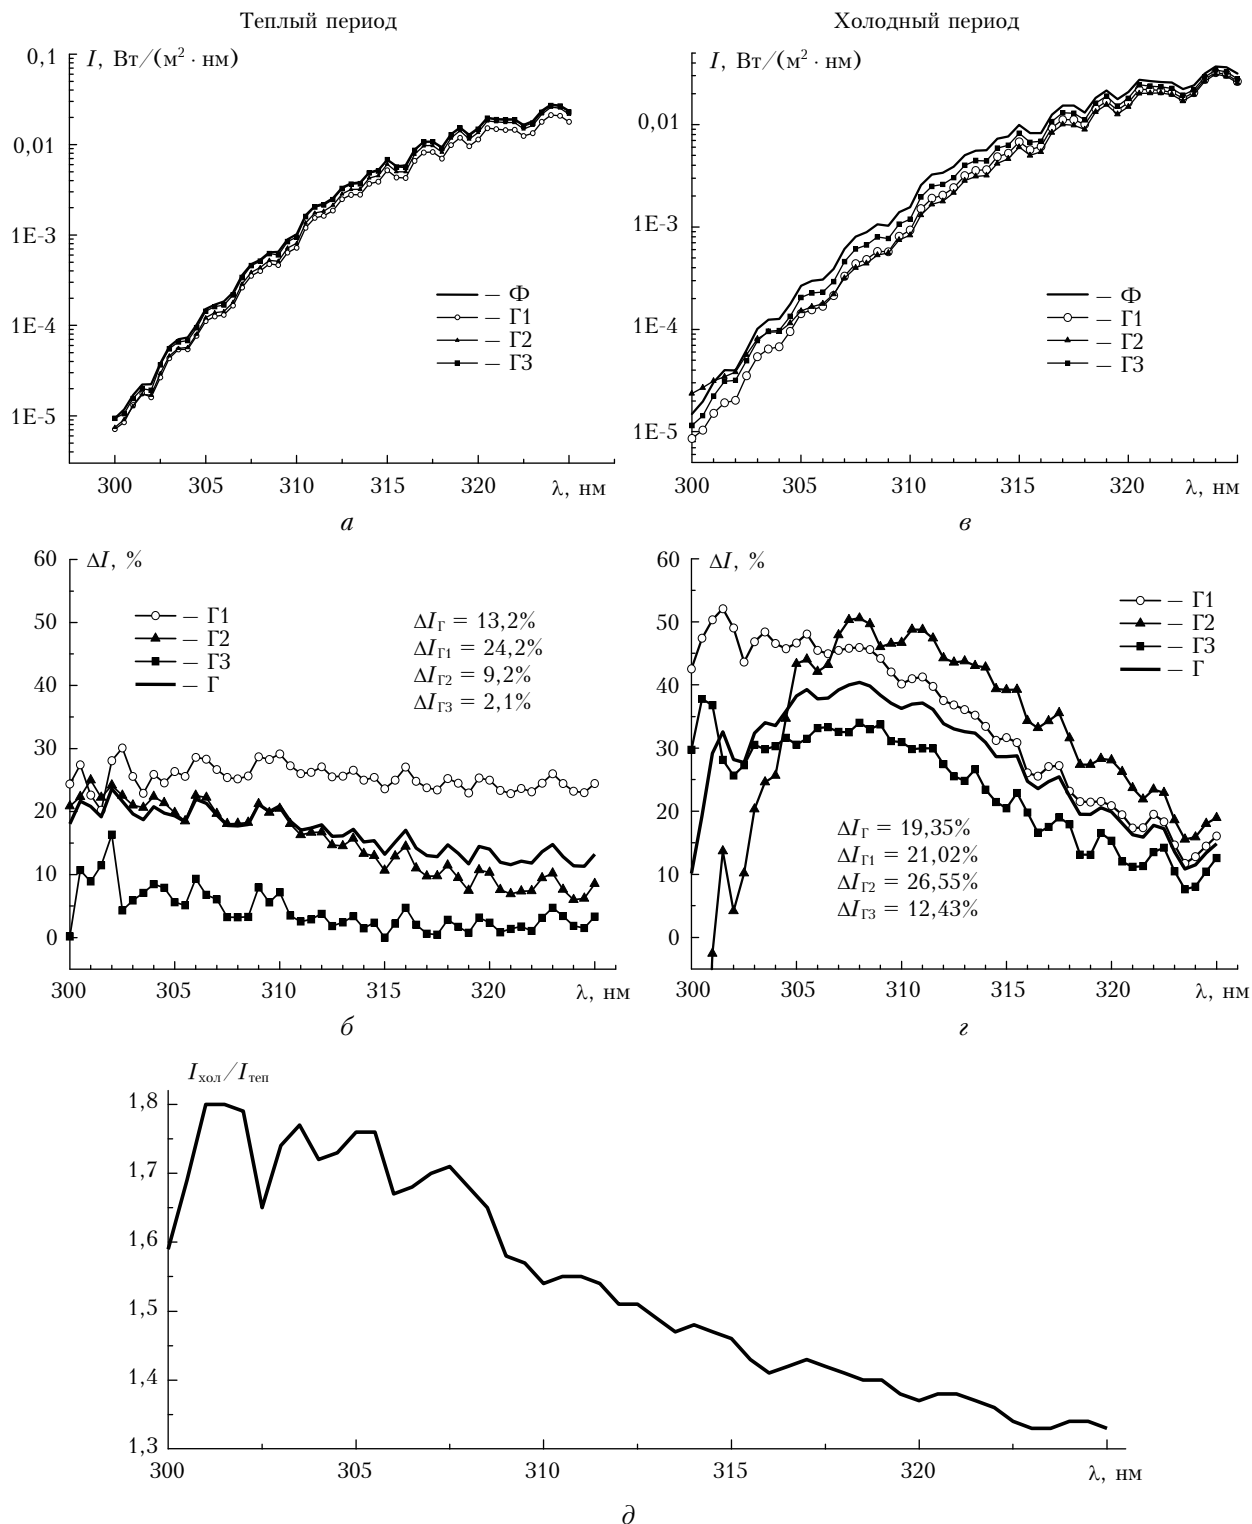 Теплый период
Холодный период
I, Вт/(м² · нм)
0,1
0,01
1E-3
1E-4
1E-5
– Ф
– Г1
– Г2
– Г3
300 305 310 315 320 λ, нм
а
I, Вт/(м² · нм)
0,01
1E-3
1E-4
1E-5
– Ф
– Г1
– Г2
– Г3
300 305 310 315 320 λ, нм
в
ΔI, %
60
50
40
30
20
10
0
– Г1
– Г2
– Г3
– Г
ΔIГ = 13,2%
ΔIГ1 = 24,2%
ΔIГ2 = 9,2%
ΔIГ3 = 2,1%
300 305 310 315 320 λ, нм
б
ΔI, %
60
50
40
30
20
10
0
– Г1
– Г2
– Г3
– Г
ΔIГ = 19,35%
ΔIГ1 = 21,02%
ΔIГ2 = 26,55%
ΔIГ3 = 12,43%
300 305 310 315 320 λ, нм
г
Iхол/Iтеп
1,8
1,7
1,6
1,5
1,4
1,3
300 305 310 315 320 λ, нм
д